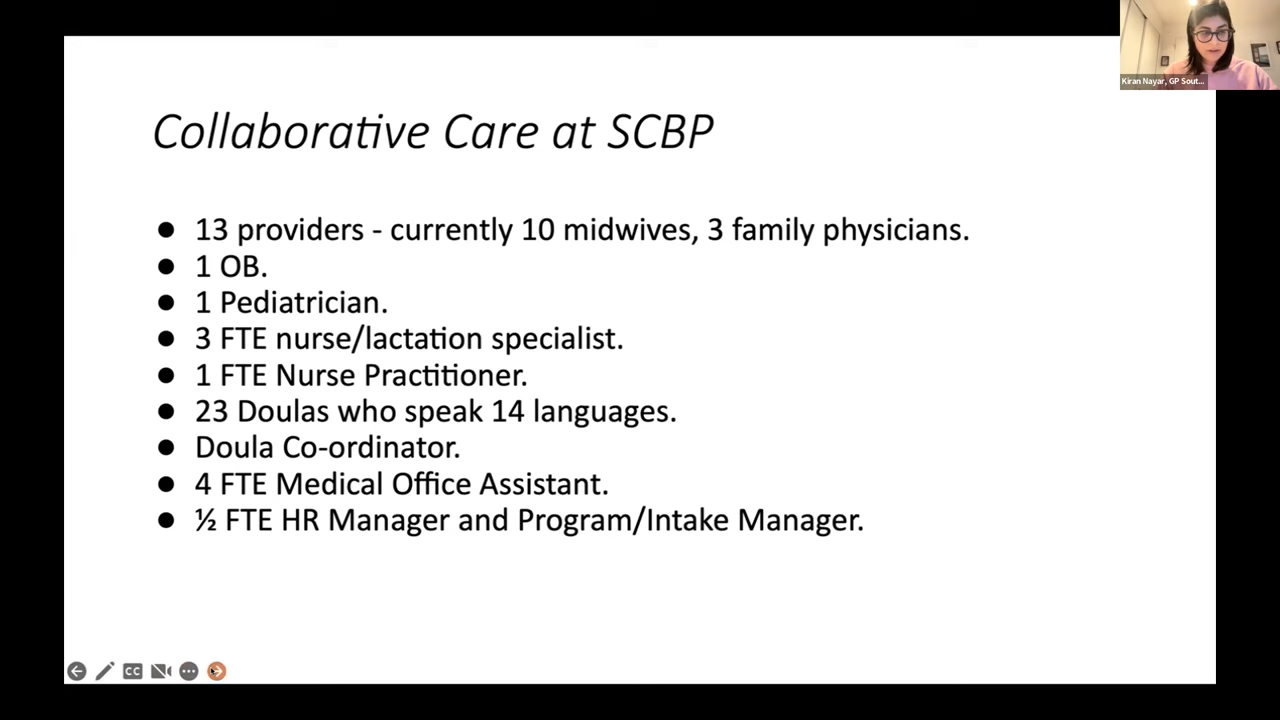 Kiran Nayar, GP Sout...
Collaborative Care at SCBP
● 13 providers - currently 10 midwives, 3 family physicians.
● 1 OB.
● 1 Pediatrician.
● 3 FTE nurse/lactation specialist.
● 1 FTE Nurse Practitioner.
● 23 Doulas who speak 14 languages.
● Doula Co-ordinator.
● 4 FTE Medical Office Assistant.
● ½ FTE HR Manager and Program/Intake Manager.
CC